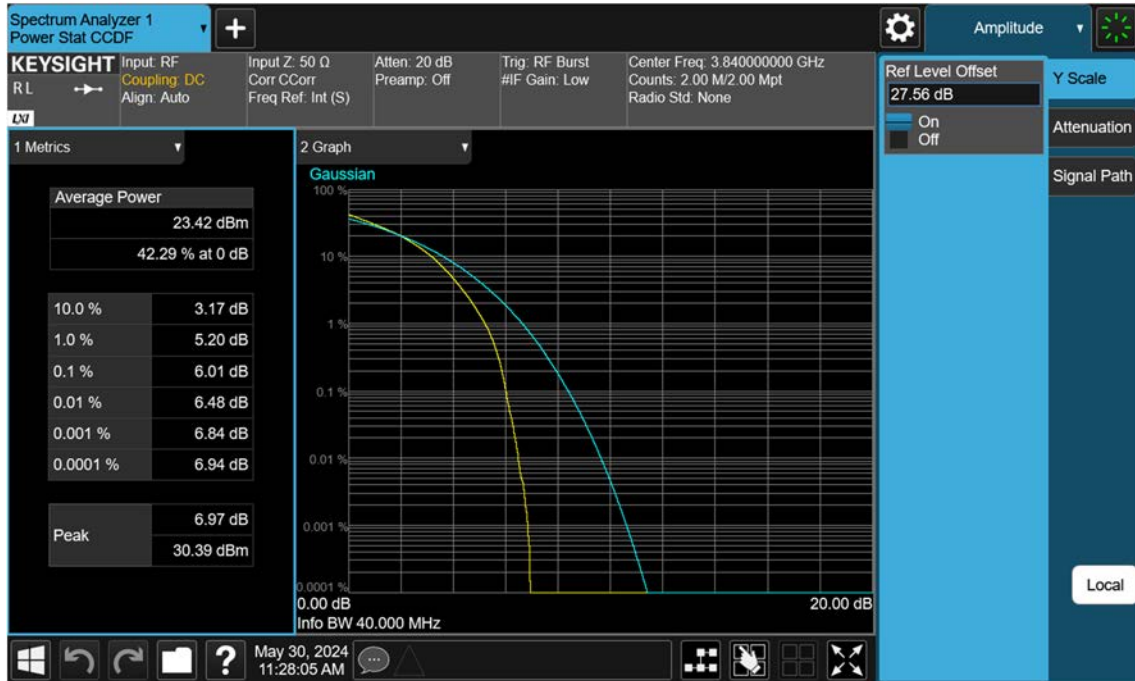 Spectrum Analyzer 1
Power Stat CCDF
+
Amplitude
KEYSIGHT
R L
LXI
Input: RF
Coupling: DC
Align: Auto
Input Z: 50 Ω
Corr CCorr
Freq Ref: Int (S)
Atten: 20 dB
Preamp: Off
Trig: RF Burst
#IF Gain: Low
Center Freq: 3.840000000 GHz
Counts: 2.00 M/2.00 Mpt
Radio Std: None
Ref Level Offset
27.56 dB
On
Off
Y Scale
Attenuation
Signal Path
1 Metrics
Average Power
23.42 dBm
42.29 % at 0 dB
10.0 % 3.17 dB
1.0 % 5.20 dB
0.1 % 6.01 dB
0.01 % 6.48 dB
0.001 % 6.84 dB
0.0001 % 6.94 dB
Peak 6.97 dB
30.39 dBm
2 Graph
Gaussian
100 %
10 %
1 %
0.1 %
0.01 %
0.001 %
0.0001 %
0.00 dB 20.00 dB
Info BW 40.000 MHz
Local
?
May 30, 2024
11:28:05 AM